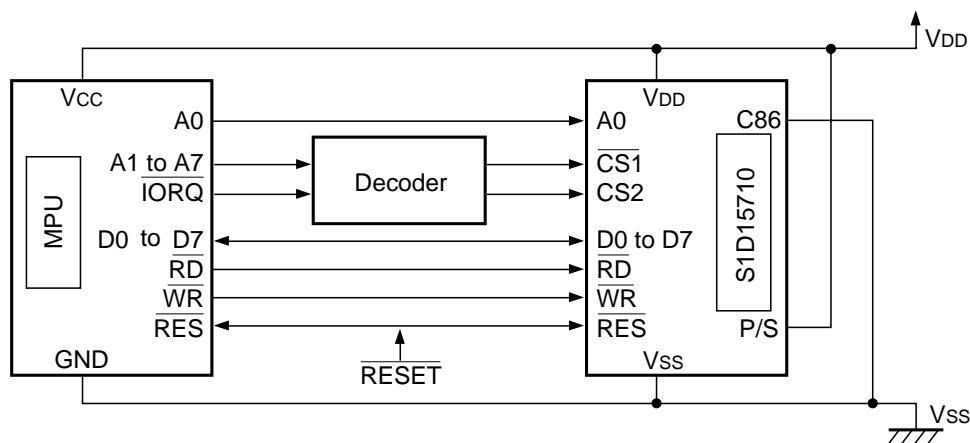 VDD
VCC
VDD
A0
A0
C86
A1 to A7
CS1
IORQ
Decoder
CS2
MPU
S1D15710
D0 to D7
D0 to D7
RD
RD
WR
WR
RES
RES
P/S
GND
RESET
VSS
VSS